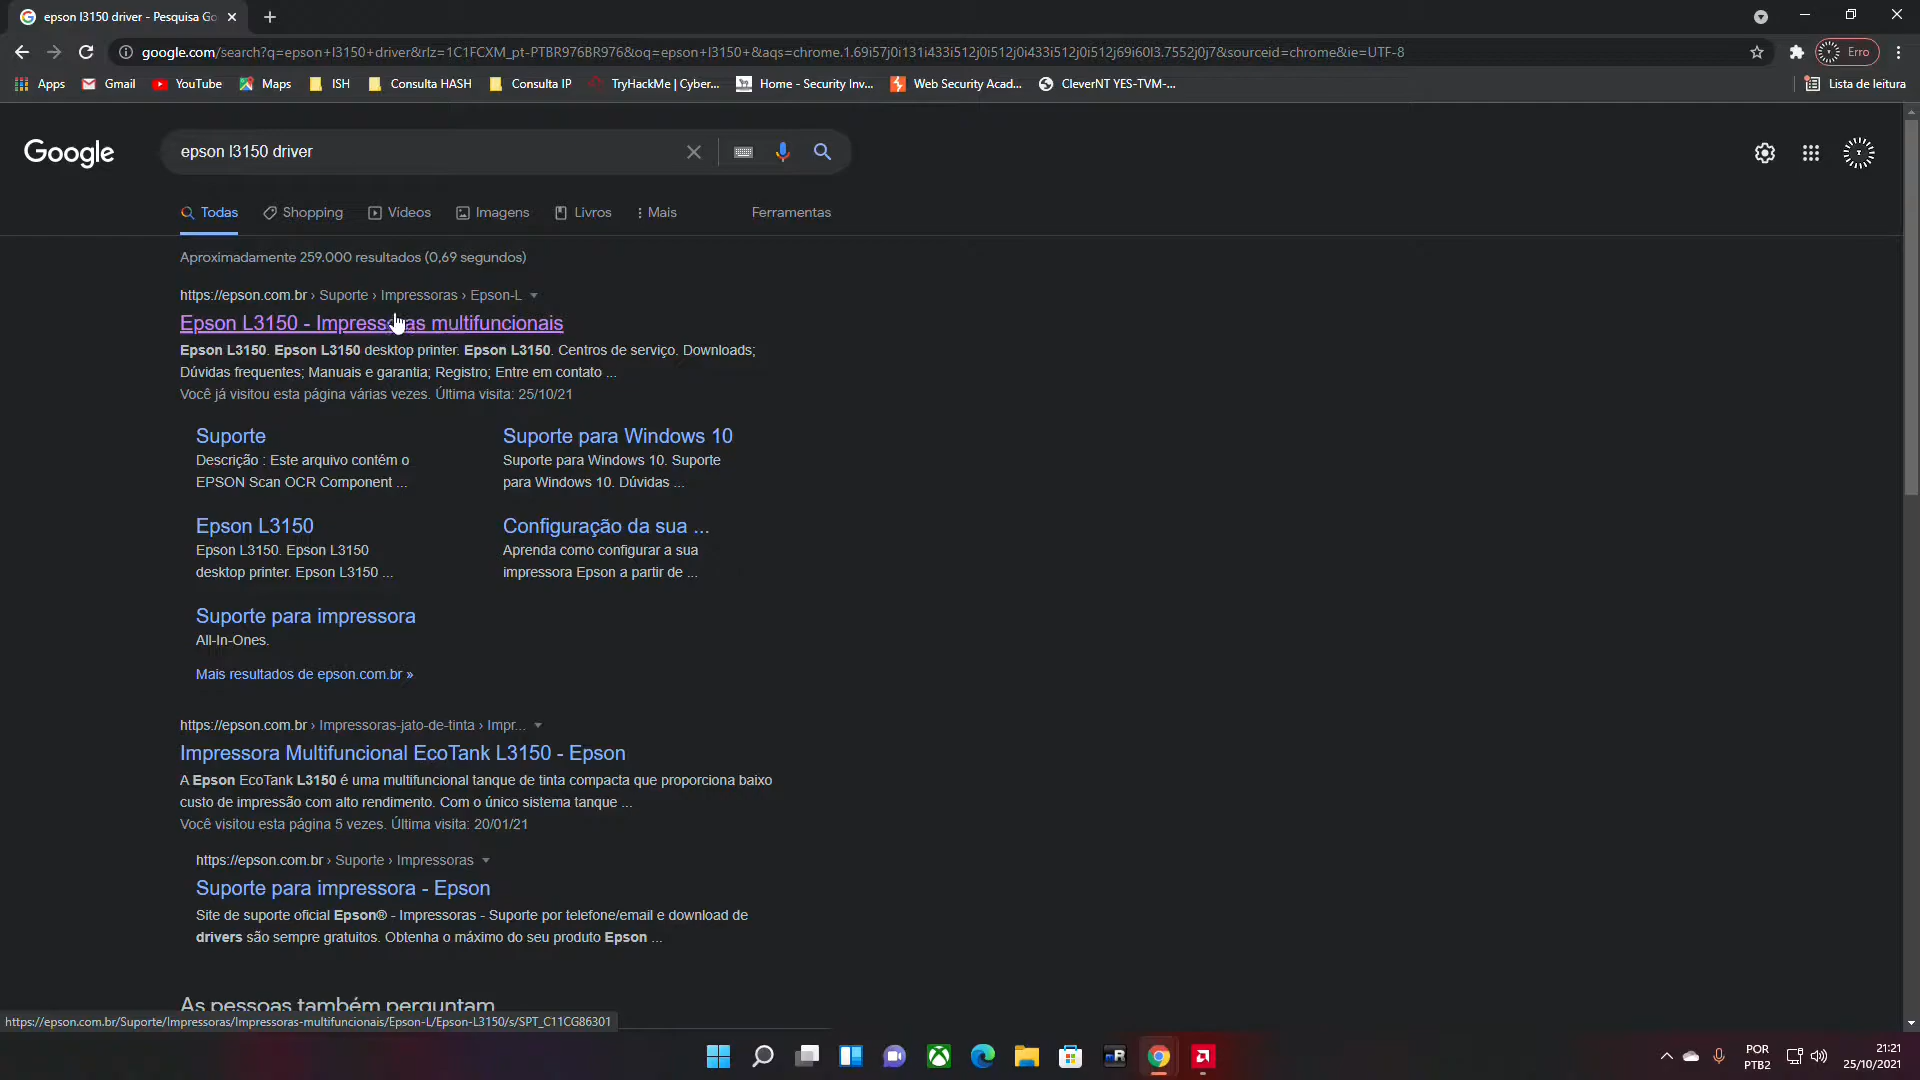 epson l3150 driver - Pesquisa Go
google.com/search?q=epson+l3150+driver&rlz=1C1FCXM_pt-PTBR976BR976&oq=epson+l3150+&aqs=chrome.1.69i57j0i131i433i512j0i512j0i433i512j0i512j69i60l3.7552j0j7&sourceid=chrome&ie=UTF-8
Erro
Apps
Gmail
YouTube
Maps
ISH
Consulta HASH
Consulta IP
TryHackMe | Cyber...
Home - Security Inv...
Web Security Acad...
CleverNT YES-TVM-...
Lista de leitura
Google
epson l3150 driver
Todas
Shopping
Vídeos
Imagens
Livros
Mais
Ferramentas
Aproximadamente 259.000 resultados (0,69 segundos)
https://epson.com.br › Suporte › Impressoras › Epson-L
Epson L3150 - Impressoras multifuncionais
Epson L3150. Epson L3150 desktop printer. Epson L3150. Centros de serviço. Downloads;
Dúvidas frequentes; Manuais e garantia; Registro; Entre em contato ...
Você já visitou esta página várias vezes. Última visita: 25/10/21
Suporte
Descrição : Este arquivo contém o
EPSON Scan OCR Component ...
Suporte para Windows 10
Suporte para Windows 10. Suporte
para Windows 10. Dúvidas ...
Epson L3150
Epson L3150. Epson L3150
desktop printer. Epson L3150 ...
Configuração da sua ...
Aprenda como configurar a sua
impressora Epson a partir de ...
Suporte para impressora
All-In-Ones.
Mais resultados de epson.com.br »
https://epson.com.br › Impressoras-jato-de-tinta › Impr...
Impressora Multifuncional EcoTank L3150 - Epson
A Epson EcoTank L3150 é uma multifuncional tanque de tinta compacta que proporciona baixo
custo de impressão com alto rendimento. Com o único sistema tanque ...
Você visitou esta página 5 vezes. Última visita: 20/01/21
https://epson.com.br › Suporte › Impressoras
Suporte para impressora - Epson
Site de suporte oficial Epson® - Impressoras - Suporte por telefone/email e download de
drivers são sempre gratuitos. Obtenha o máximo do seu produto Epson ...
As pessoas também perguntam
https://epson.com.br/Suporte/Impressoras/Impressoras-multifuncionais/Epson-L/Epson-L3150/s/SPT_C11CG86301
mR
POR
PTB2
21:21
25/10/2021